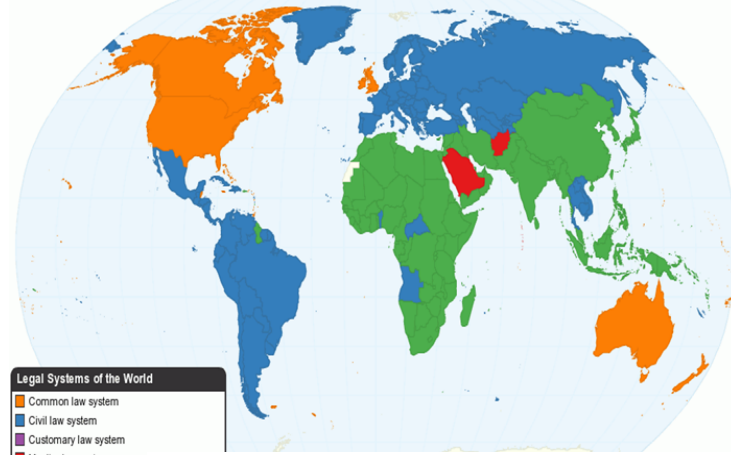 Legal Systems of the World
Common law system
Civil law system
Customary law system